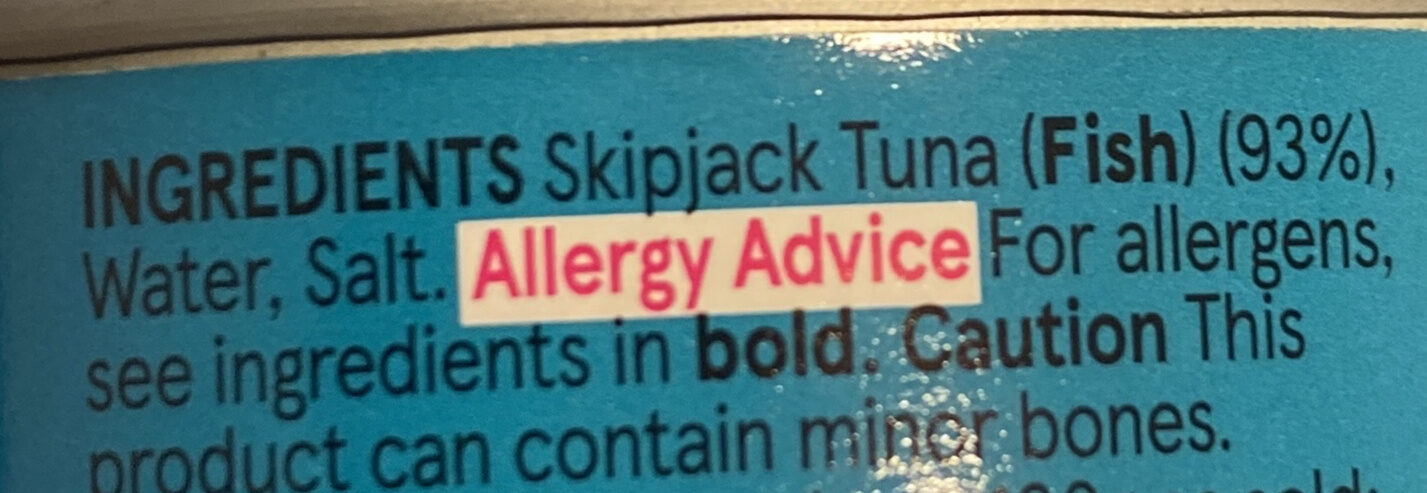 INGREDIENTS Skipjack Tuna (Fish) (93%),
Water, Salt. Allergy Advice For allergens,
see ingredients in bold. Caution This
product can contain minor bones.